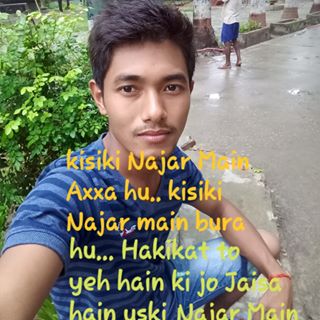 kisiki Najar Main
Axxa hu.. kisiki
Najar main bura
hu... Hakikat to
yeh hain ki jo Jaisa
hain uski Najar Main